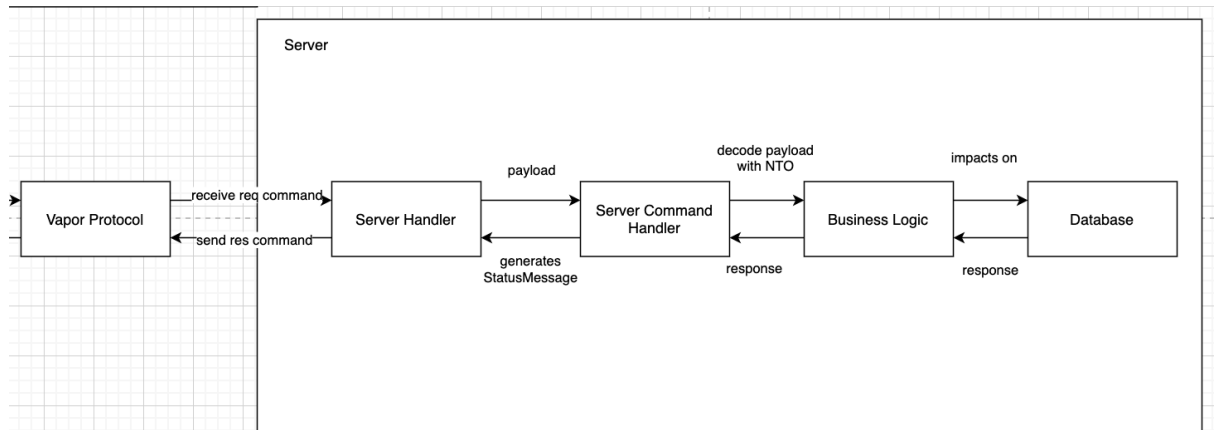 Server
decode payload
with NTO
impacts on
payload
receive req command
Vapor Protocol
Server Handler
Server Command
Handler
Business Logic
Database
send res command
generates
StatusMessage
response
response